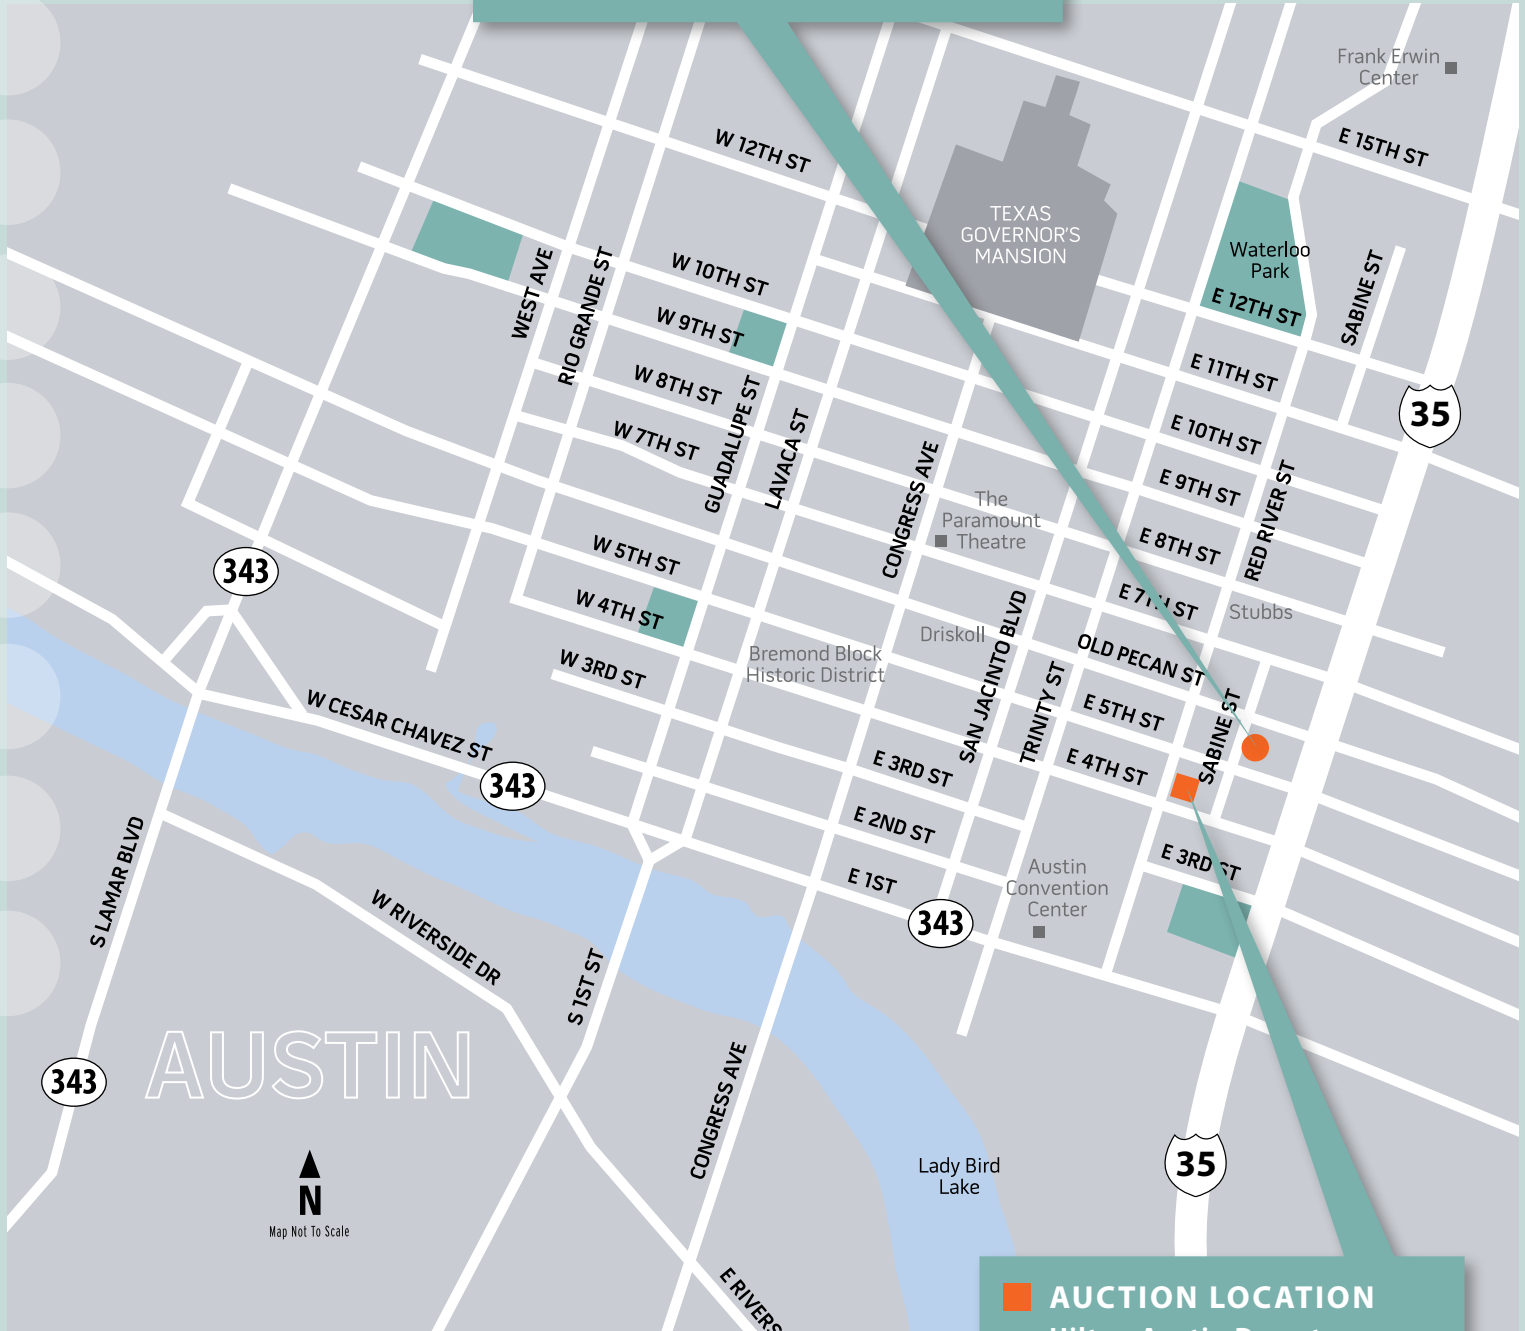 Frank Erwin
Center
E 15TH ST
W 12TH ST
TEXAS
GOVERNOR'S
MANSION
Waterloo
Park
E 12TH ST
SABINE ST
WEST AVE
RIO GRANDE ST
W 10TH ST
W 9TH ST
W 8TH ST
W 7TH ST
GUADALUPE ST
LAVACA ST
CONGRESS AVE
E 11TH ST
35
E 10TH ST
E 9TH ST
RED RIVER ST
E 8TH ST
The
Paramount
Theatre
E 7TH ST
Stubbs
343
W 5TH ST
W 4TH ST
W 3RD ST
Driskoll
Bremond Block
Historic District
SAN JACINTO BLVD
TRINITY ST
OLD PECAN ST
E 5TH ST
SABINE ST
E 4TH ST
W CESAR CHAVEZ ST
343
E 3RD ST
E 2ND ST
E 1ST
E 3RD ST
Austin
Convention
Center
343
S LAMAR BLVD
W RIVERSIDE DR
S 1ST ST
CONGRESS AVE
AUSTIN
343
N
Map Not To Scale
Lady Bird
Lake
35
E RIVERS
AUCTION LOCATION
Hilton Austin